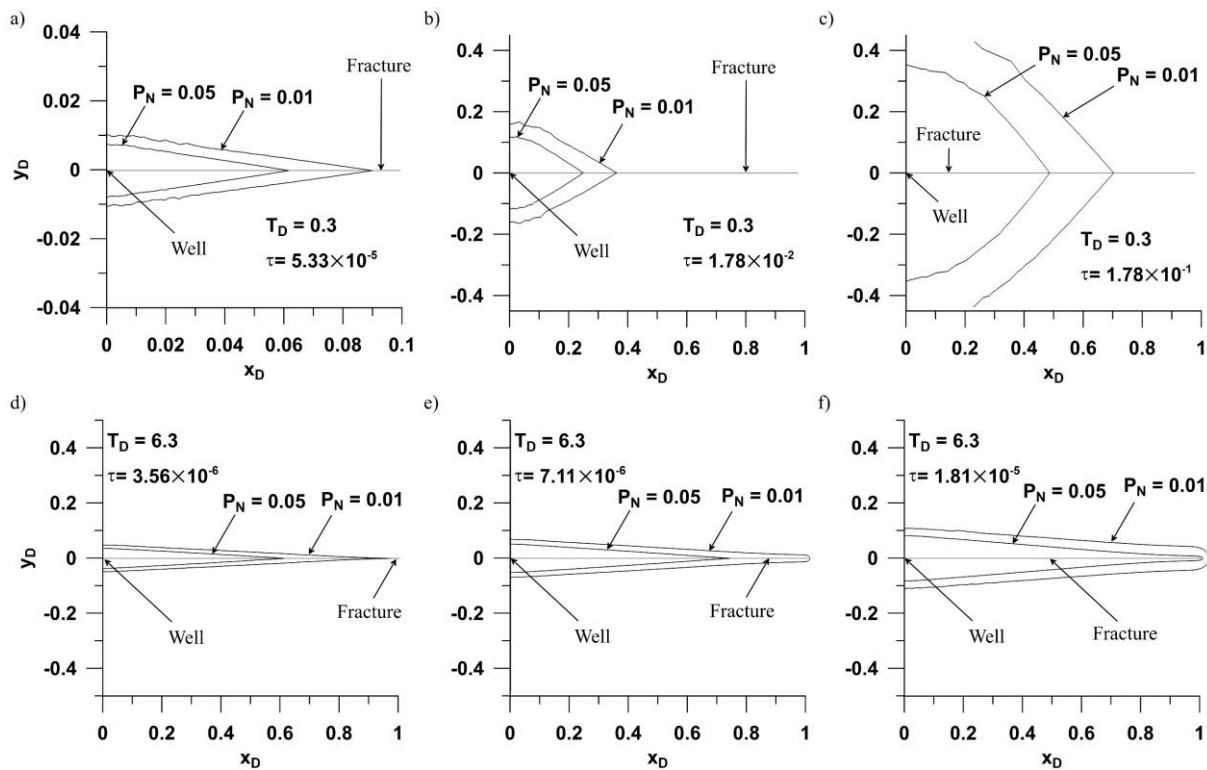 a)
0.04
0.02
0
-0.02
-0.04
y_D
P_N = 0.05
P_N = 0.01
Fracture
Well
T_D = 0.3
τ= 5.33×10^-5
0 0.02 0.04 0.06 0.08 0.1
x_D
b)
0.4
0.2
0
-0.2
-0.4
P_N = 0.05
P_N = 0.01
Fracture
Well
T_D = 0.3
τ= 1.78×10^-2
0 0.2 0.4 0.6 0.8 1
x_D
c)
0.4
0.2
0
-0.2
-0.4
P_N = 0.05
P_N = 0.01
Fracture
Well
T_D = 0.3
τ= 1.78×10^-1
0 0.2 0.4 0.6 0.8 1
x_D
d)
0.4
0.2
0
-0.2
-0.4
y_D
T_D = 6.3
τ= 3.56×10^-6
P_N = 0.05
P_N = 0.01
Well
Fracture
0 0.2 0.4 0.6 0.8 1
x_D
e)
0.4
0.2
0
-0.2
-0.4
T_D = 6.3
τ= 7.11×10^-6
P_N = 0.05
P_N = 0.01
Well
Fracture
0 0.2 0.4 0.6 0.8 1
x_D
f)
0.4
0.2
0
-0.2
-0.4
T_D = 6.3
τ= 1.81×10^-5
P_N = 0.05
P_N = 0.01
Well
Fracture
0 0.2 0.4 0.6 0.8 1
x_D